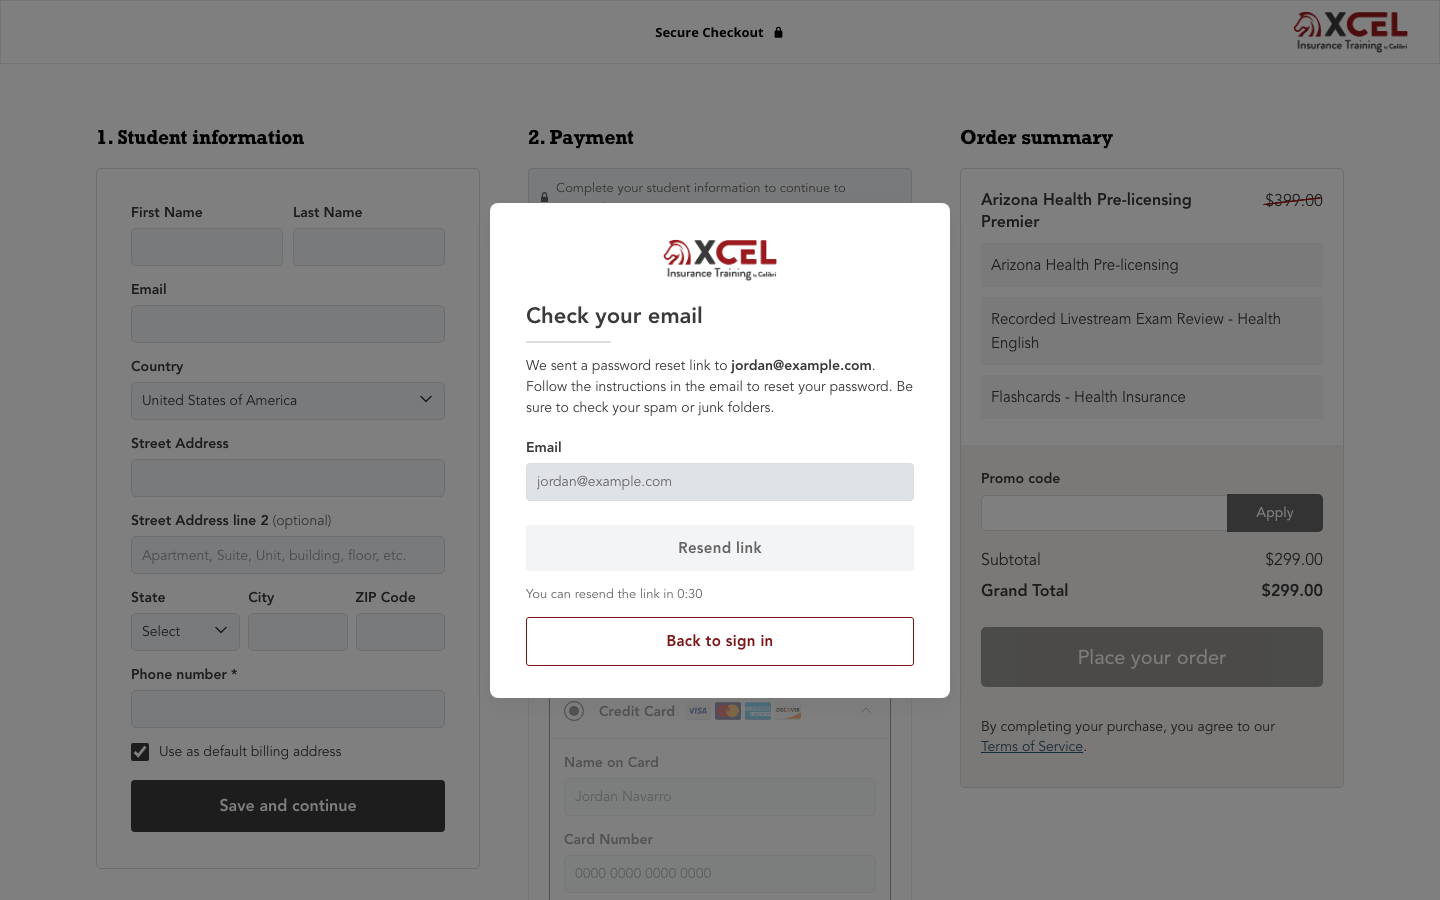 Secure Checkout
XCEL
Insurance Training by Colibri
1. Student information
First Name
Last Name
Email
Country
United States of America
Street Address
Street Address line 2 (optional)
Apartment, Suite, Unit, building, floor, etc.
State
City
ZIP Code
Select
Phone number *
Use as default billing address
Save and continue
2. Payment
Complete your student information to continue to
XCEL
Insurance Training by Colibri
Check your email
We sent a password reset link to jordan@example.com.
Follow the instructions in the email to reset your password. Be
sure to check your spam or junk folders.
Email
jordan@example.com
Resend link
You can resend the link in 0:30
Back to sign in
Credit Card
VISA
DISCOVER
Name on Card
Jordan Navarro
Card Number
0000 0000 0000 0000
Order summary
Arizona Health Pre-licensing
Premier
$399.00
Arizona Health Pre-licensing
Recorded Livestream Exam Review - Health
English
Flashcards - Health Insurance
Promo code
Apply
Subtotal
$299.00
Grand Total
$299.00
Place your order
By completing your purchase, you agree to our
Terms of Service.